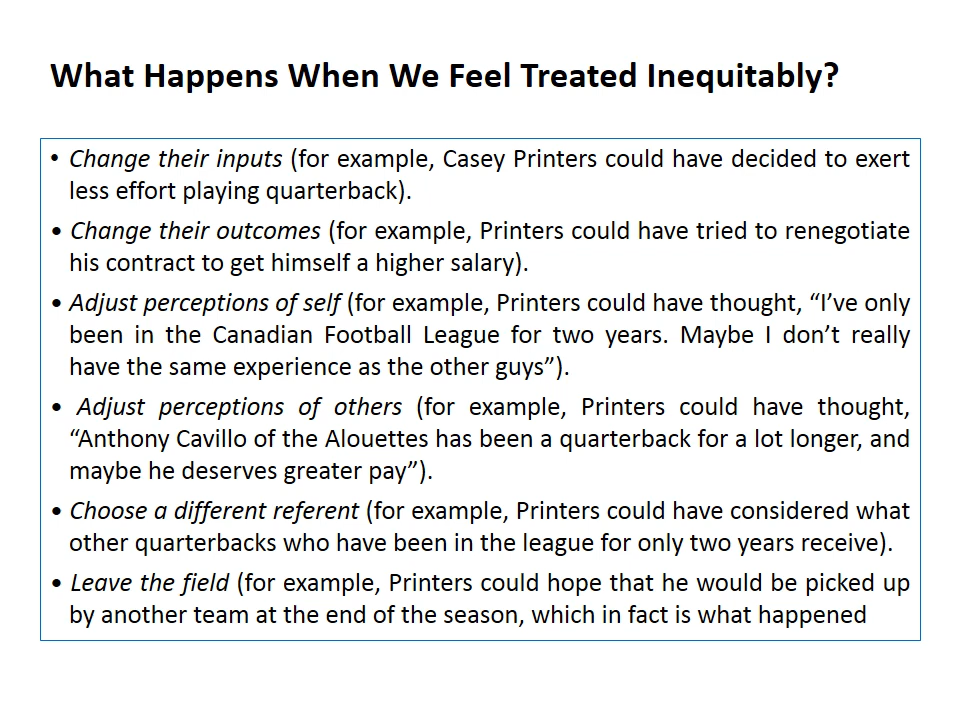 What Happens When We Feel Treated Inequitably?
• Change their inputs (for example, Casey Printers could have decided to exert
less effort playing quarterback).
• Change their outcomes (for example, Printers could have tried to renegotiate
his contract to get himself a higher salary).
• Adjust perceptions of self (for example, Printers could have thought, “I’ve only
been in the Canadian Football League for two years. Maybe I don’t really
have the same experience as the other guys”).
• Adjust perceptions of others (for example, Printers could have thought,
“Anthony Cavillo of the Alouettes has been a quarterback for a lot longer, and
maybe he deserves greater pay”).
• Choose a different referent (for example, Printers could have considered what
other quarterbacks who have been in the league for only two years receive).
• Leave the field (for example, Printers could hope that he would be picked up
by another team at the end of the season, which in fact is what happened